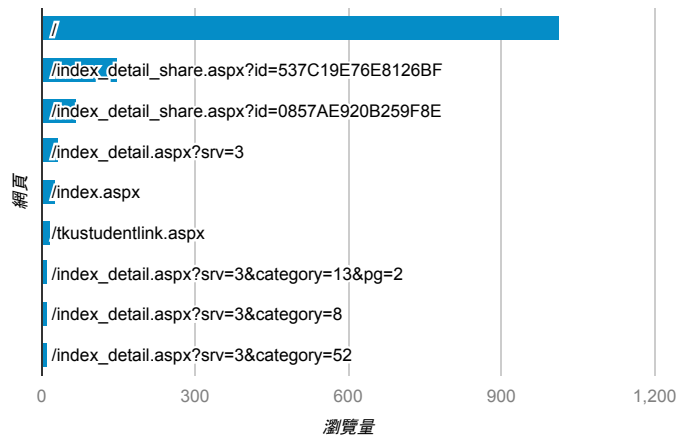 /
/index_detail_share.aspx?id=537C19E76E8126BF
/index_detail_share.aspx?id=0857AE920B259F8E
/index_detail.aspx?srv=3
/index.aspx
/tkustudentlink.aspx
/index_detail.aspx?srv=3&category=13&pg=2
/index_detail.aspx?srv=3&category=8
/index_detail.aspx?srv=3&category=52
網頁
0 300 600 900 1,200
瀏覽量